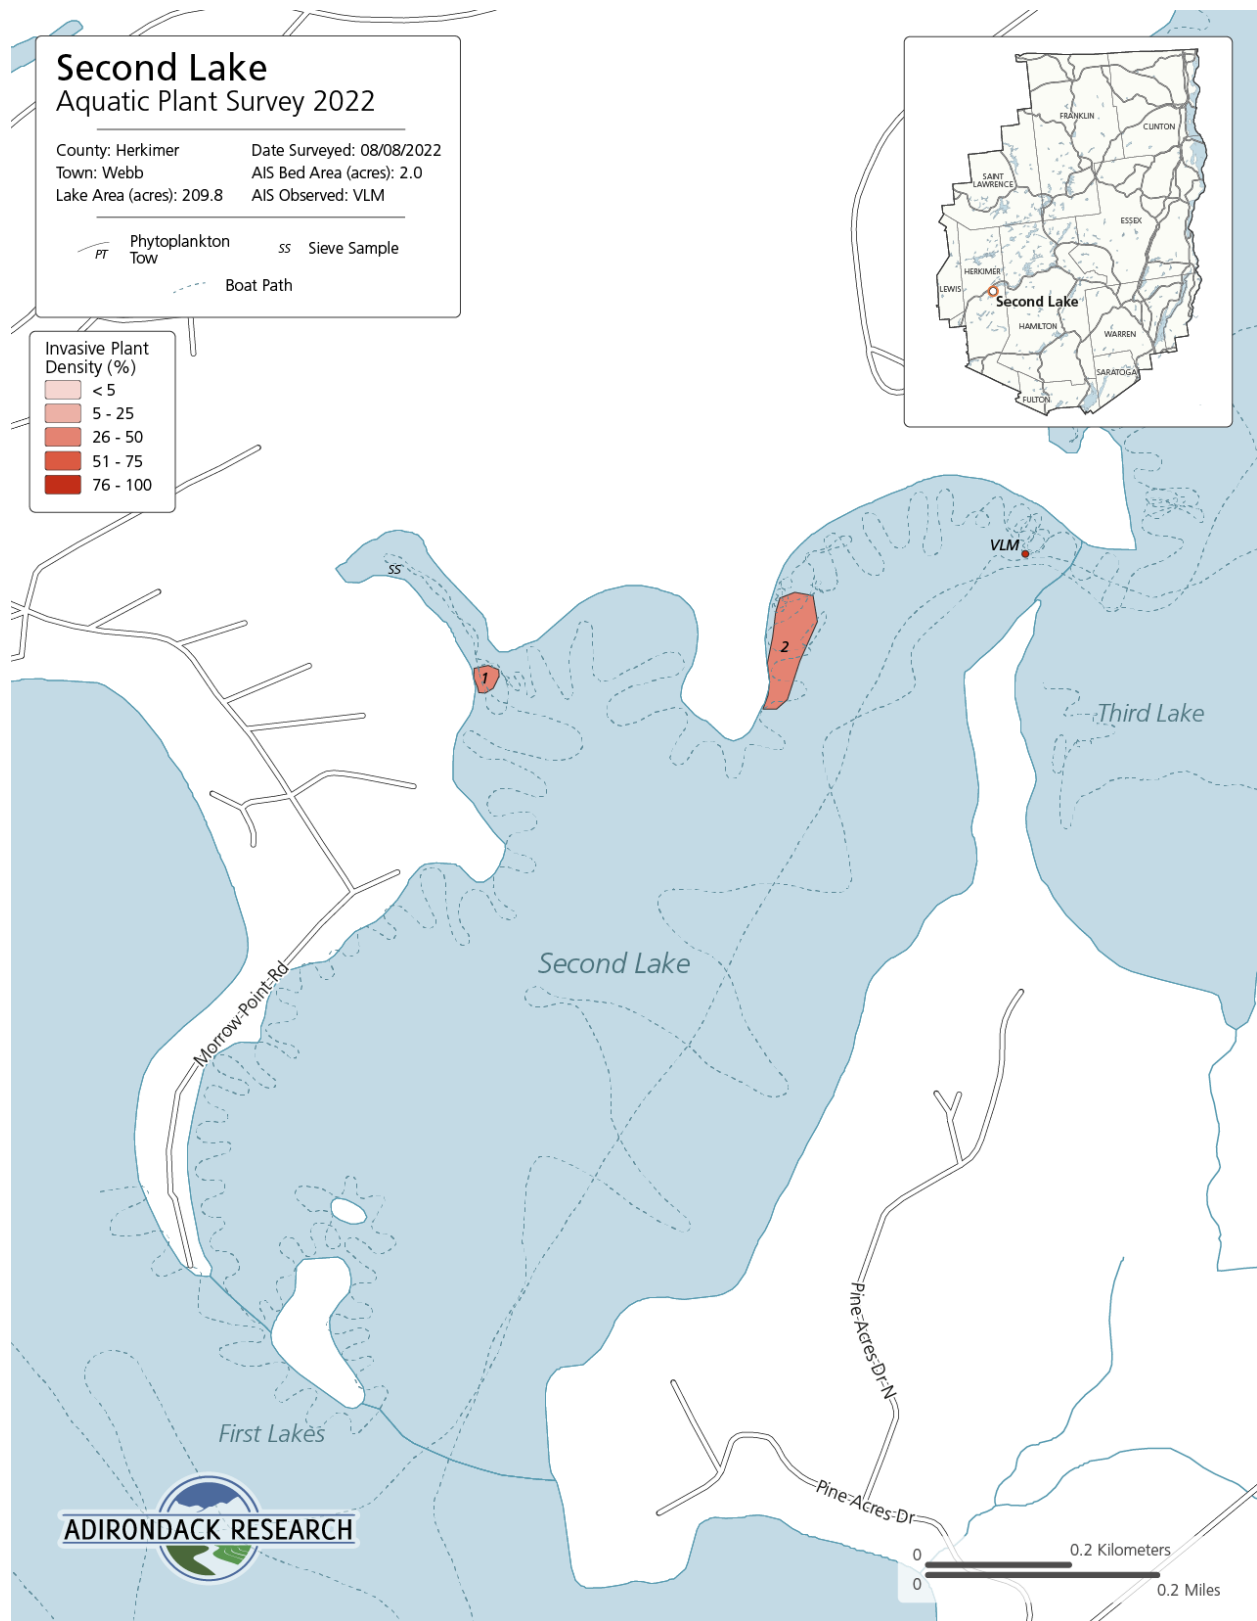 Second Lake
Aquatic Plant Survey 2022
County: Herkimer
Date Surveyed: 08/08/2022
Town: Webb
AIS Bed Area (acres): 2.0
Lake Area (acres): 209.8
AIS Observed: VLM
PT
Phytoplankton
Tow
SS
Sieve Sample
Boat Path
Invasive Plant
Density (%)
< 5
5 - 25
26 - 50
51 - 75
76 - 100
FRANKLIN
CLINTON
SAINT
LAWRENCE
ESSEX
HERKIMER
LEWIS
Second Lake
HAMILTON
WARREN
SARATOGA
FULTON
VLM
SS
2
1
Third Lake
Second Lake
Morrow-Point-Rd
Pine-Acres-Dr-N
First Lakes
Pine-Acres-Dr
ADIRONDACK RESEARCH
0
0.2 Kilometers
0
0.2 Miles